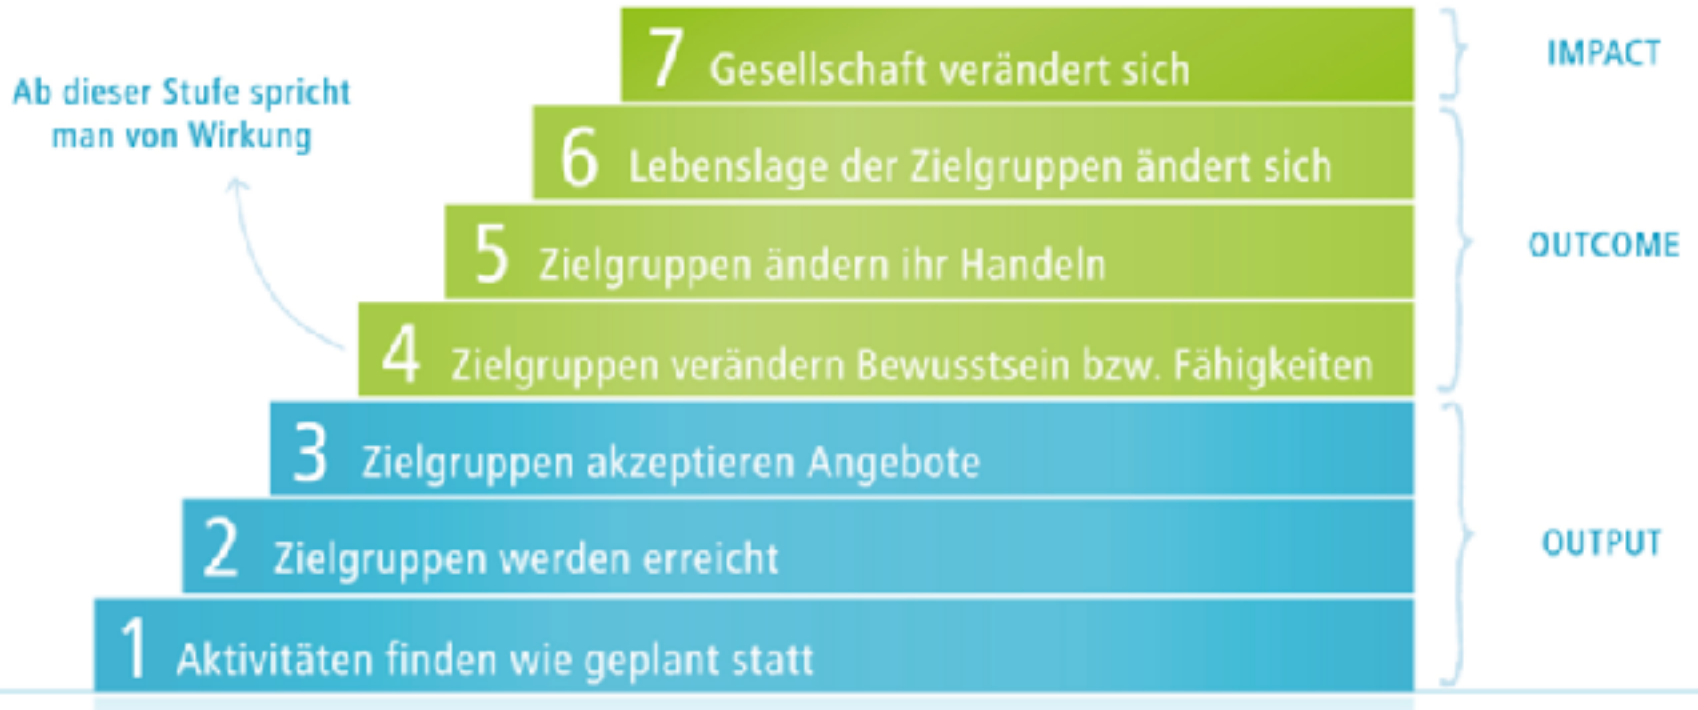 7 Gesellschaft verändert sich
IMPACT
Ab dieser Stufe spricht
man von Wirkung
6 Lebenslage der Zielgruppen ändert sich
5 Zielgruppen ändern ihr Handeln
OUTCOME
4 Zielgruppen verändern Bewusstsein bzw. Fähigkeiten
3 Zielgruppen akzeptieren Angebote
2 Zielgruppen werden erreicht
OUTPUT
1 Aktivitäten finden wie geplant statt